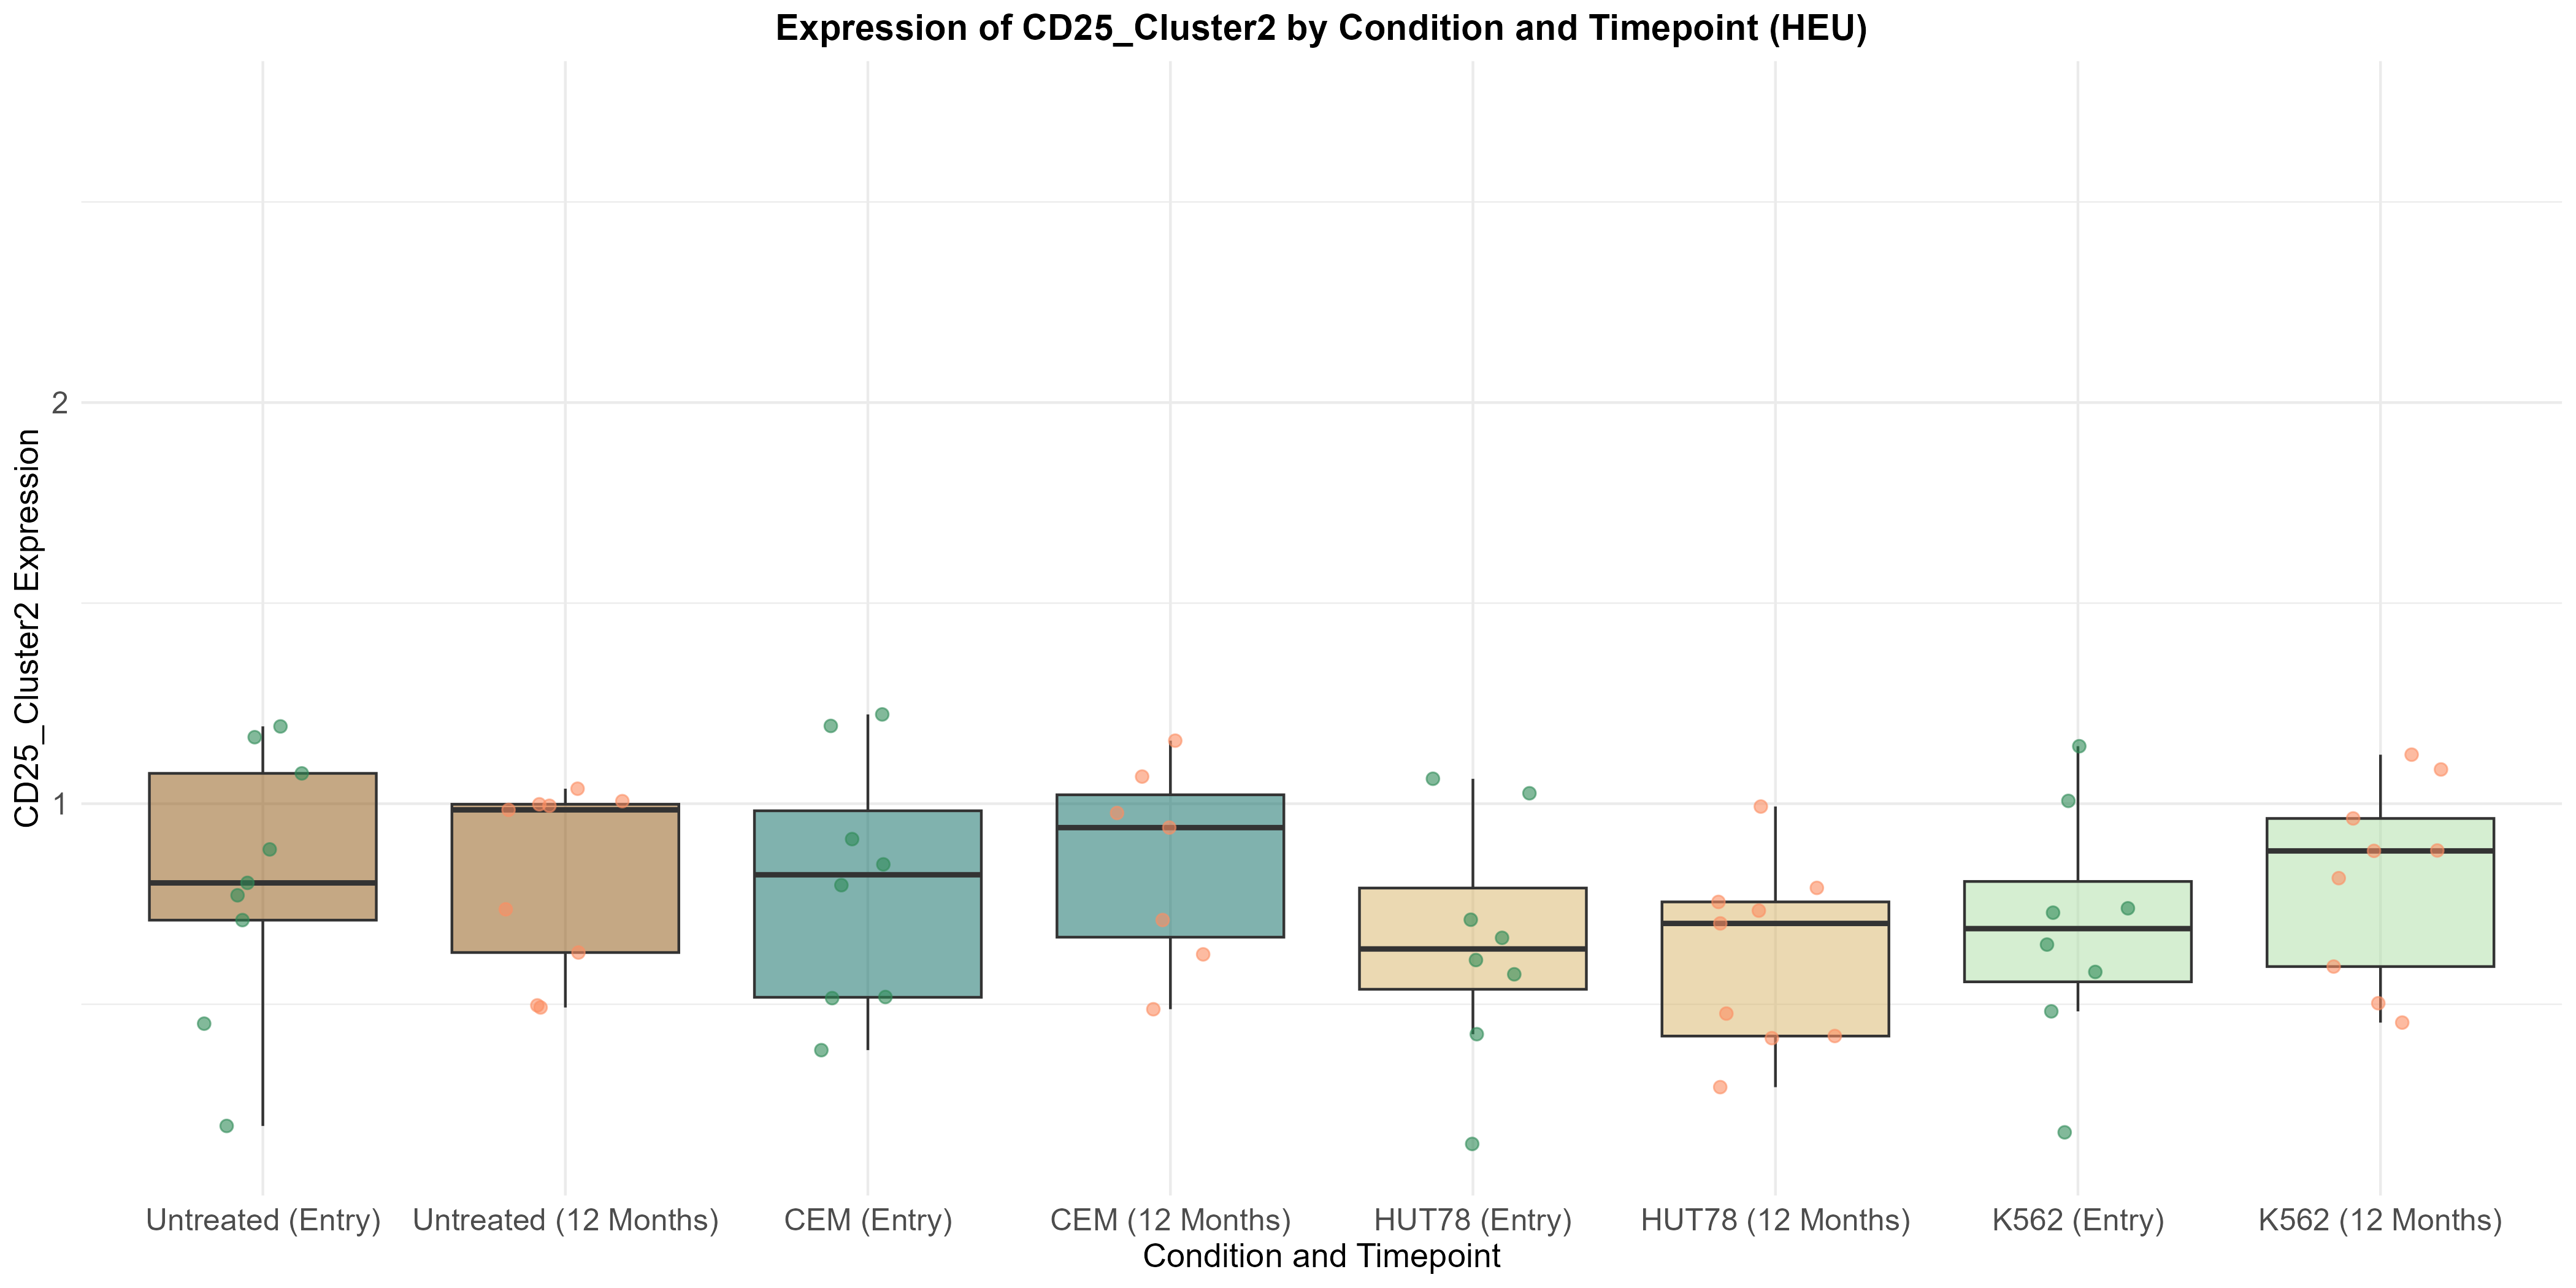 Expression of CD25_Cluster2 by Condition and Timepoint (HEU)
CD25_Cluster2 Expression
2
1
Untreated (Entry)
Untreated (12 Months)
CEM (Entry)
CEM (12 Months)
HUT78 (Entry)
HUT78 (12 Months)
K562 (Entry)
K562 (12 Months)
Condition and Timepoint